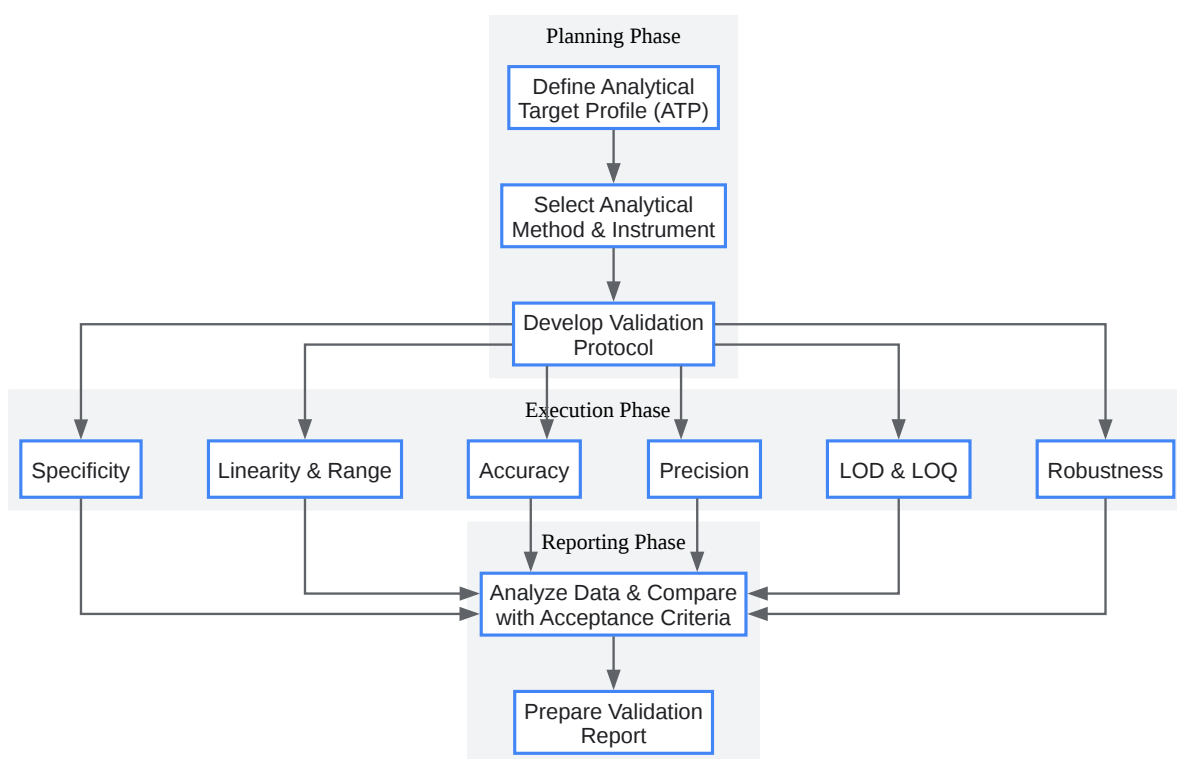 Planning Phase
Define Analytical
Target Profile (ATP)
Select Analytical
Method & Instrument
Develop Validation
Protocol
Execution Phase
Specificity
Linearity & Range
Accuracy
Precision
LOD & LOQ
Robustness
Reporting Phase
Analyze Data & Compare
with Acceptance Criteria
Prepare Validation
Report